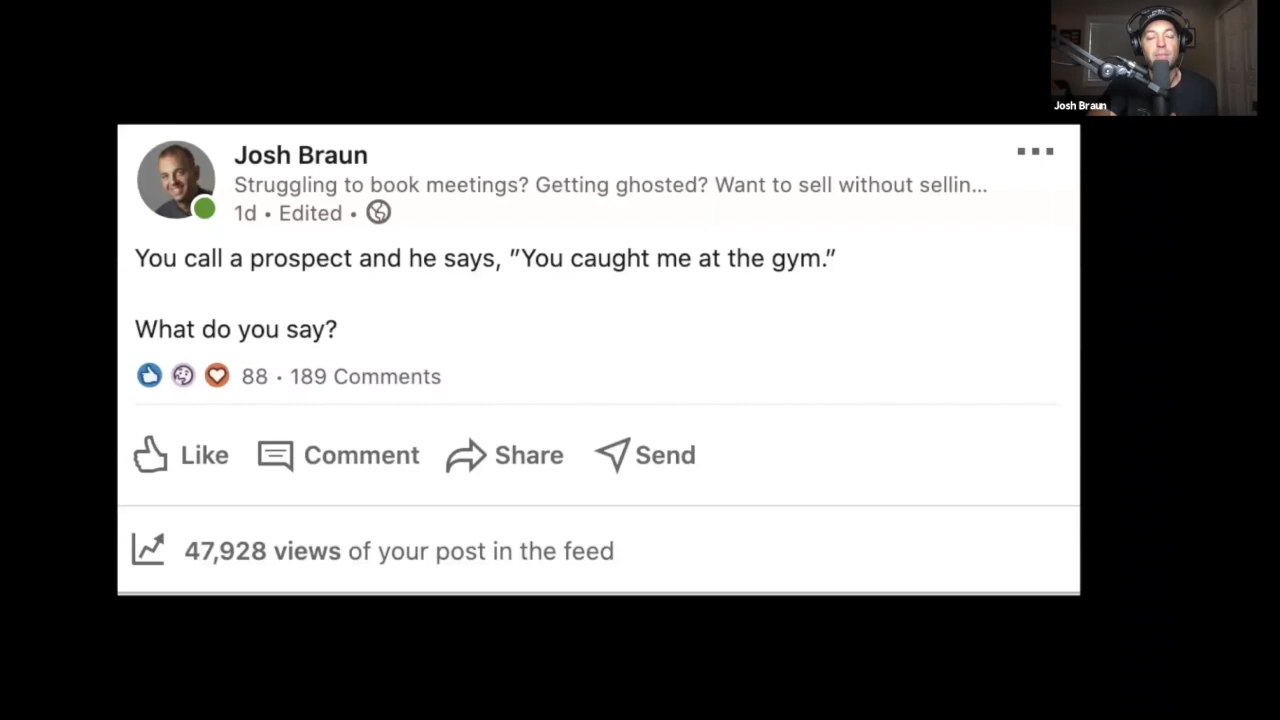 Josh Braun
Josh Braun
Struggling to book meetings? Getting ghosted? Want to sell without sellin...
1d • Edited •
You call a prospect and he says, "You caught me at the gym."
What do you say?
88 · 189 Comments
Like Comment Share Send
47,928 views of your post in the feed